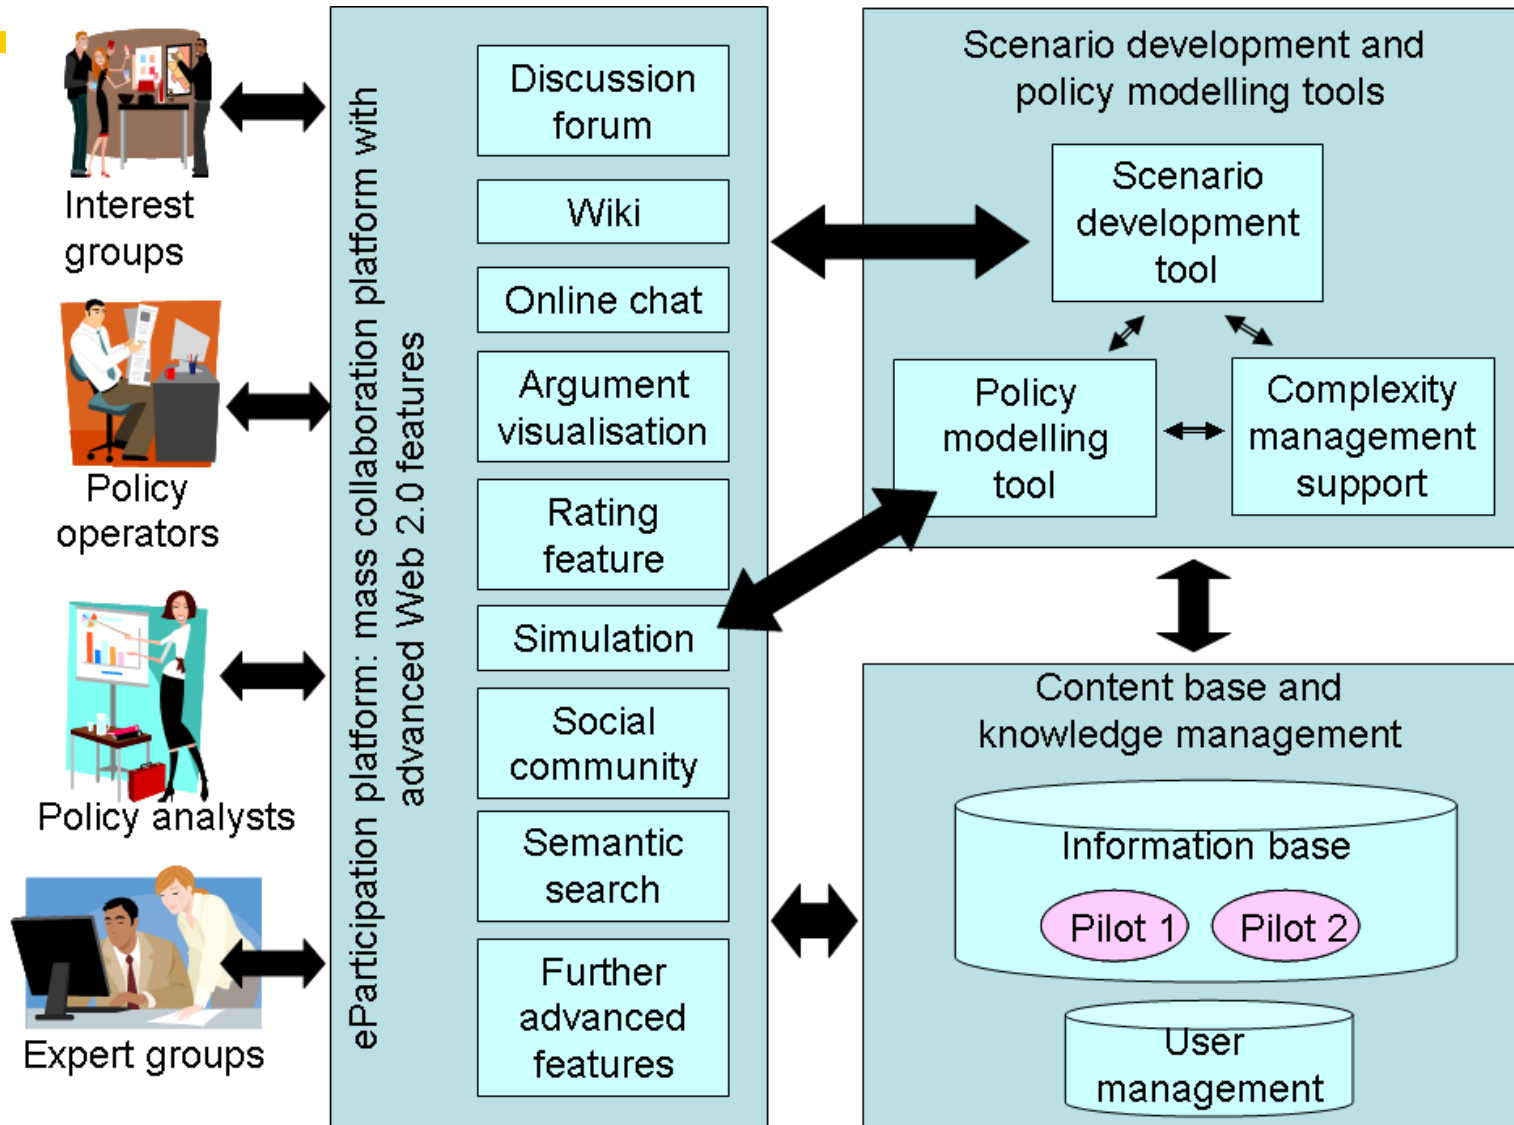 Interest
groups
Policy
operators
Policy analysts
Expert groups
eParticipation platform: mass collaboration platform with
advanced Web 2.0 features
Discussion
forum
Wiki
Online chat
Argument
visualisation
Rating
feature
Simulation
Social
community
Semantic
search
Further
advanced
features
Scenario development and
policy modelling tools
Scenario
development
tool
Policy
modelling
tool
Complexity
management
support
Content base and
knowledge management
Information base
Pilot 1
Pilot 2
User
management